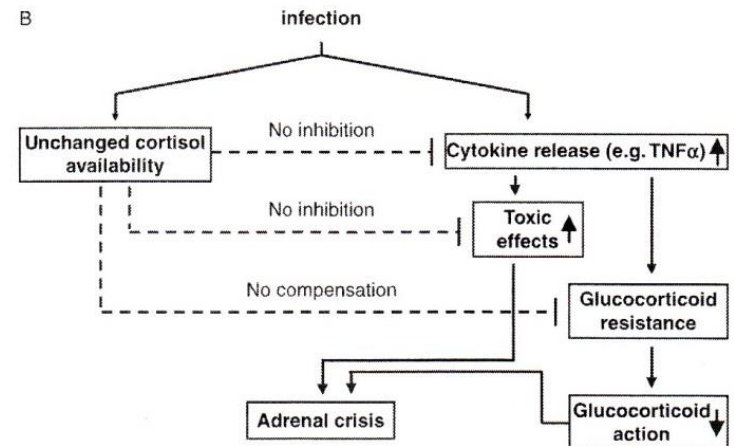 B
infection
Unchanged cortisol
availability
No inhibition
Cytokine release (e.g. TNFα)
No inhibition
Toxic
effects
No compensation
Glucocorticoid
resistance
Adrenal crisis
Glucocorticoid
action